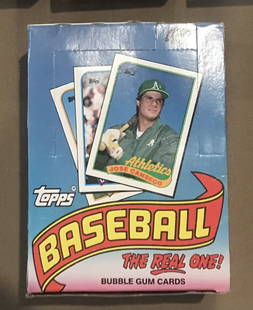 A's
Athletics
JOSE CANSECO
Topps
BASEBALL
THE REAL ONE!
BUBBLE GUM CARDS